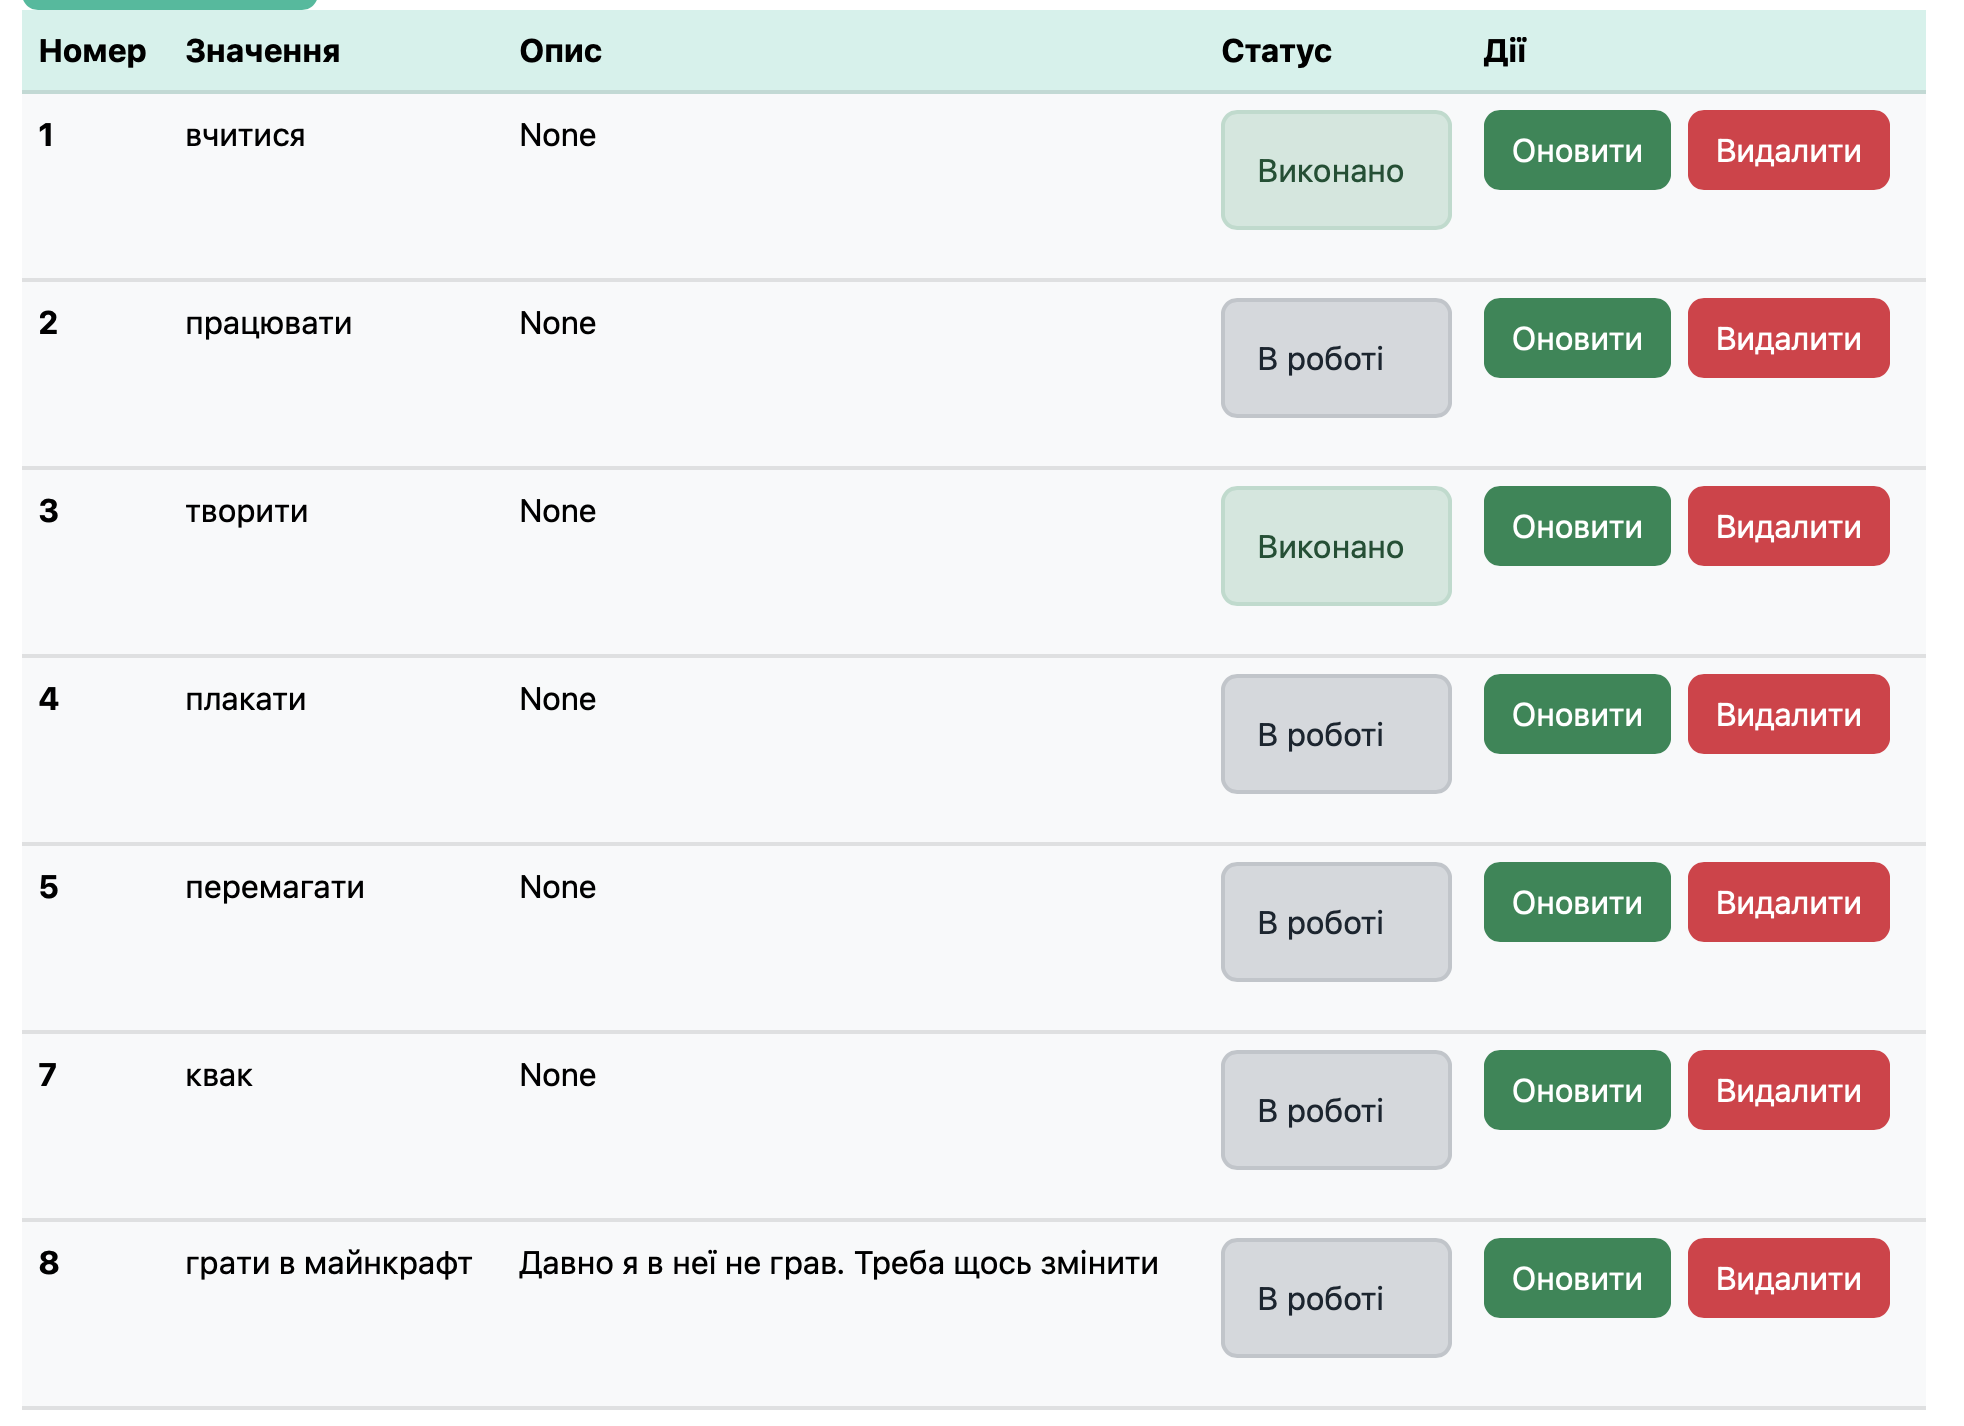 Номер Значення Опис Статус Дії
1 вчитися None Виконано Оновити Видалити
2 працювати None В роботі Оновити Видалити
3 творити None Виконано Оновити Видалити
4 плакати None В роботі Оновити Видалити
5 перемагати None В роботі Оновити Видалити
7 квак None В роботі Оновити Видалити
8 грати в майнкрафт Давно я в неї не грав. Треба щось змінити В роботі Оновити Видалити